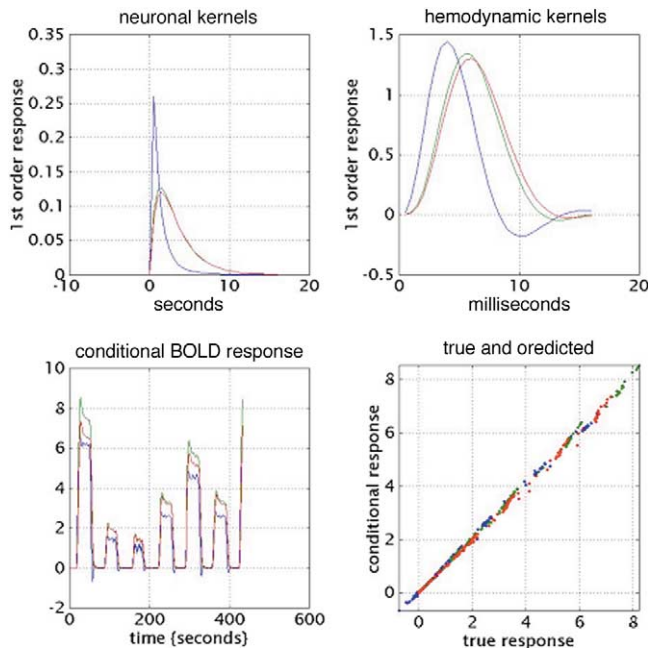 neuronal kernels
0.35
0.3
0.25
0.2
0.15
0.1
0.05
0
-10 0 10 20
seconds
1st order response
hemodynamic kernels
1.5
1
0.5
0
-0.5
0 10 20
milliseconds
1st order response
conditional BOLD response
10
8
6
4
2
0
-2
0 200 400 600
time {seconds}
true and oredicted
8
6
4
2
0
0 2 4 6 8
true response
conditional response